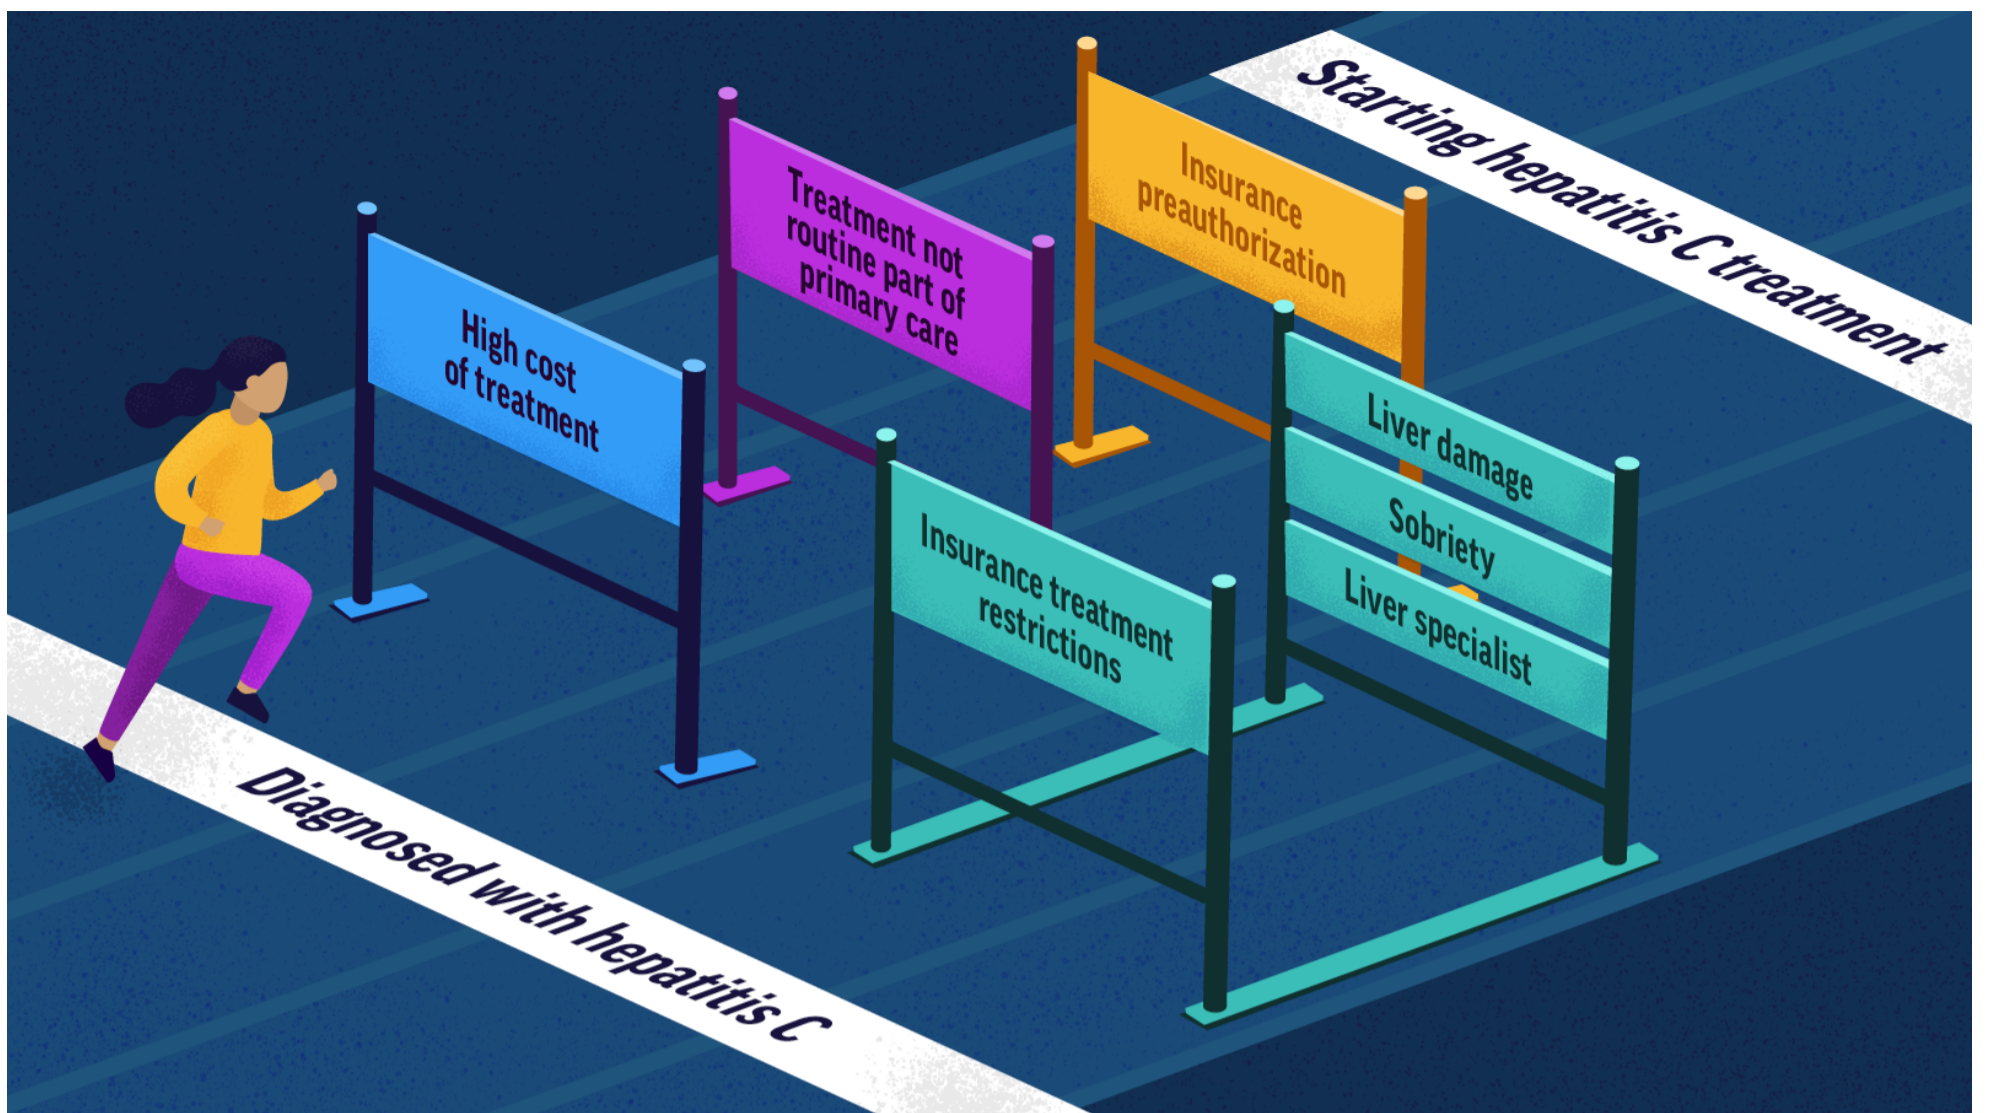 Starting hepatitis C treatment
Insurance
preauthorization
Treatment not
routine part of
primary care
High cost
of treatment
Liver damage
Sobriety
Liver specialist
Insurance treatment
restrictions
Diagnosed with hepatitis C